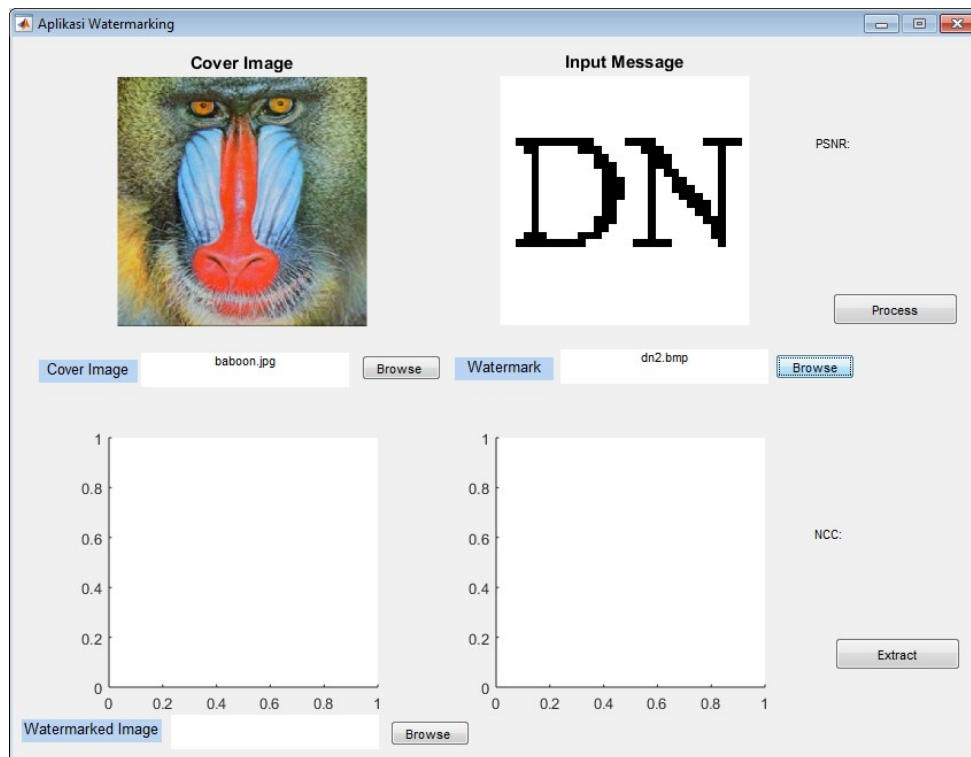 Aplikasi Watermarking
Cover Image
Input Message
DN
PSNR:
Process
Cover Image
baboon.jpg
Browse
Watermark
dn2.bmp
Browse
1
0.8
0.6
0.4
0.2
0
0 0.2 0.4 0.6 0.8 1
1
0.8
0.6
0.4
0.2
0
0 0.2 0.4 0.6 0.8 1
NCC:
Extract
Watermarked Image
Browse